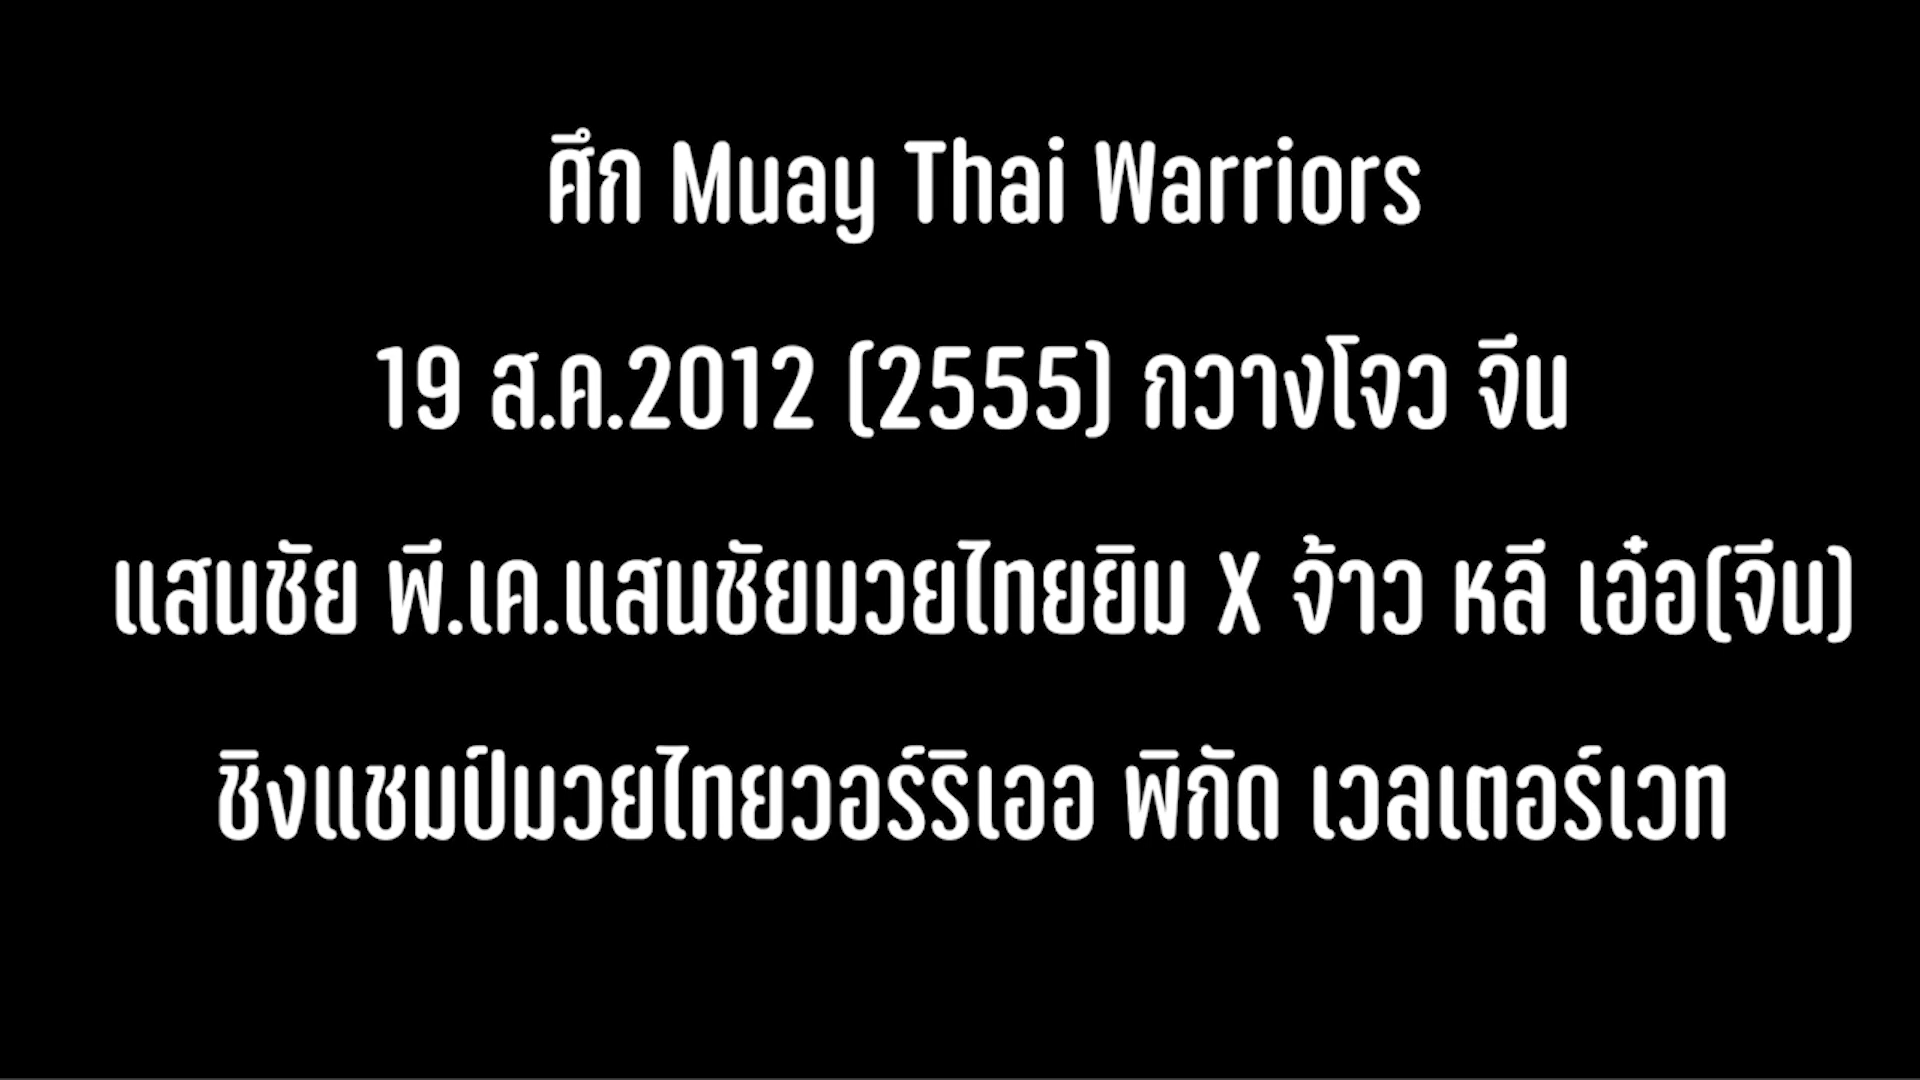 ศึก Muay Thai Warriors
19 ส.ค.2012 (2555) กวางโจว จีน
แสนชัย พี.เค.แสนชัยมวยไทยยิม X จ้าว หลี เอ๋อ(จีน)
ชิงแชมป์มวยไทยวอร์ริเออ พิกัด เวลเตอร์เวท